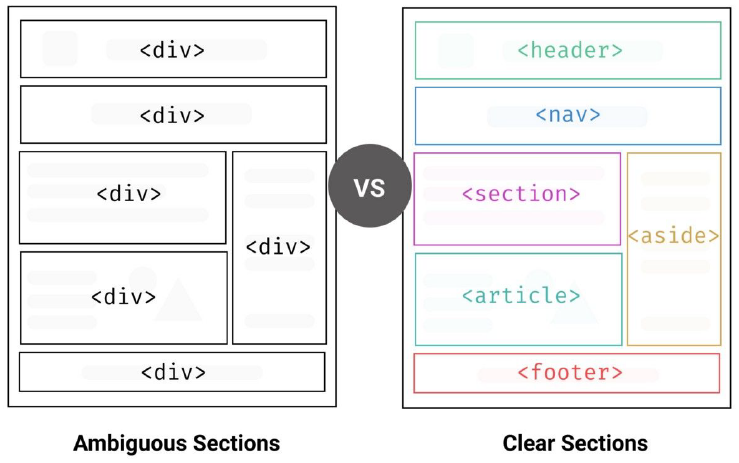 <div>
<div>
<div>
<div>
<div>
<div>
Ambiguous Sections
VS
<header>
<nav>
<section>
<aside>
<article>
<footer>
Clear Sections